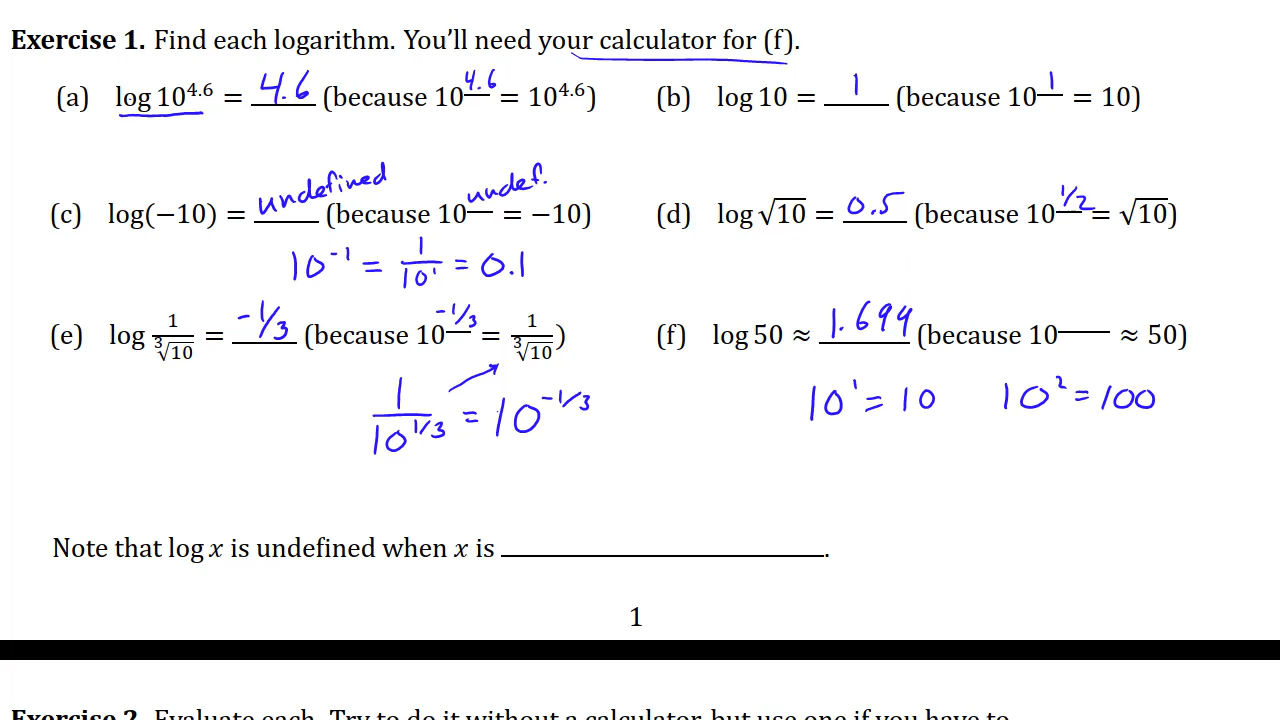 Exercise 1. Find each logarithm. You'll need your calculator for (f).
(a) log 10^4.6 = 4.6 (because 10^4.6 = 10^4.6)
(b) log 10 = 1 (because 10^1 = 10)
(c) log(−10) = undefined (because 10^undef. = −10)
(d) log √10 = 0.5 (because 10^1/2 = √10)
10^-1 = 1/10^1 = 0.1
(e) log 1/∛10 = -1/3 (because 10^-1/3 = 1/∛10)
(f) log 50 ≈ 1.699 (because 10^____ ≈ 50)
1/10^1/3 = 10^-1/3
10^1 = 10 10^2 = 100
Note that log x is undefined when x is ____________________.
1
Exercise 2. Evaluate each. Try to do it without a calculator, but use one if you have to.